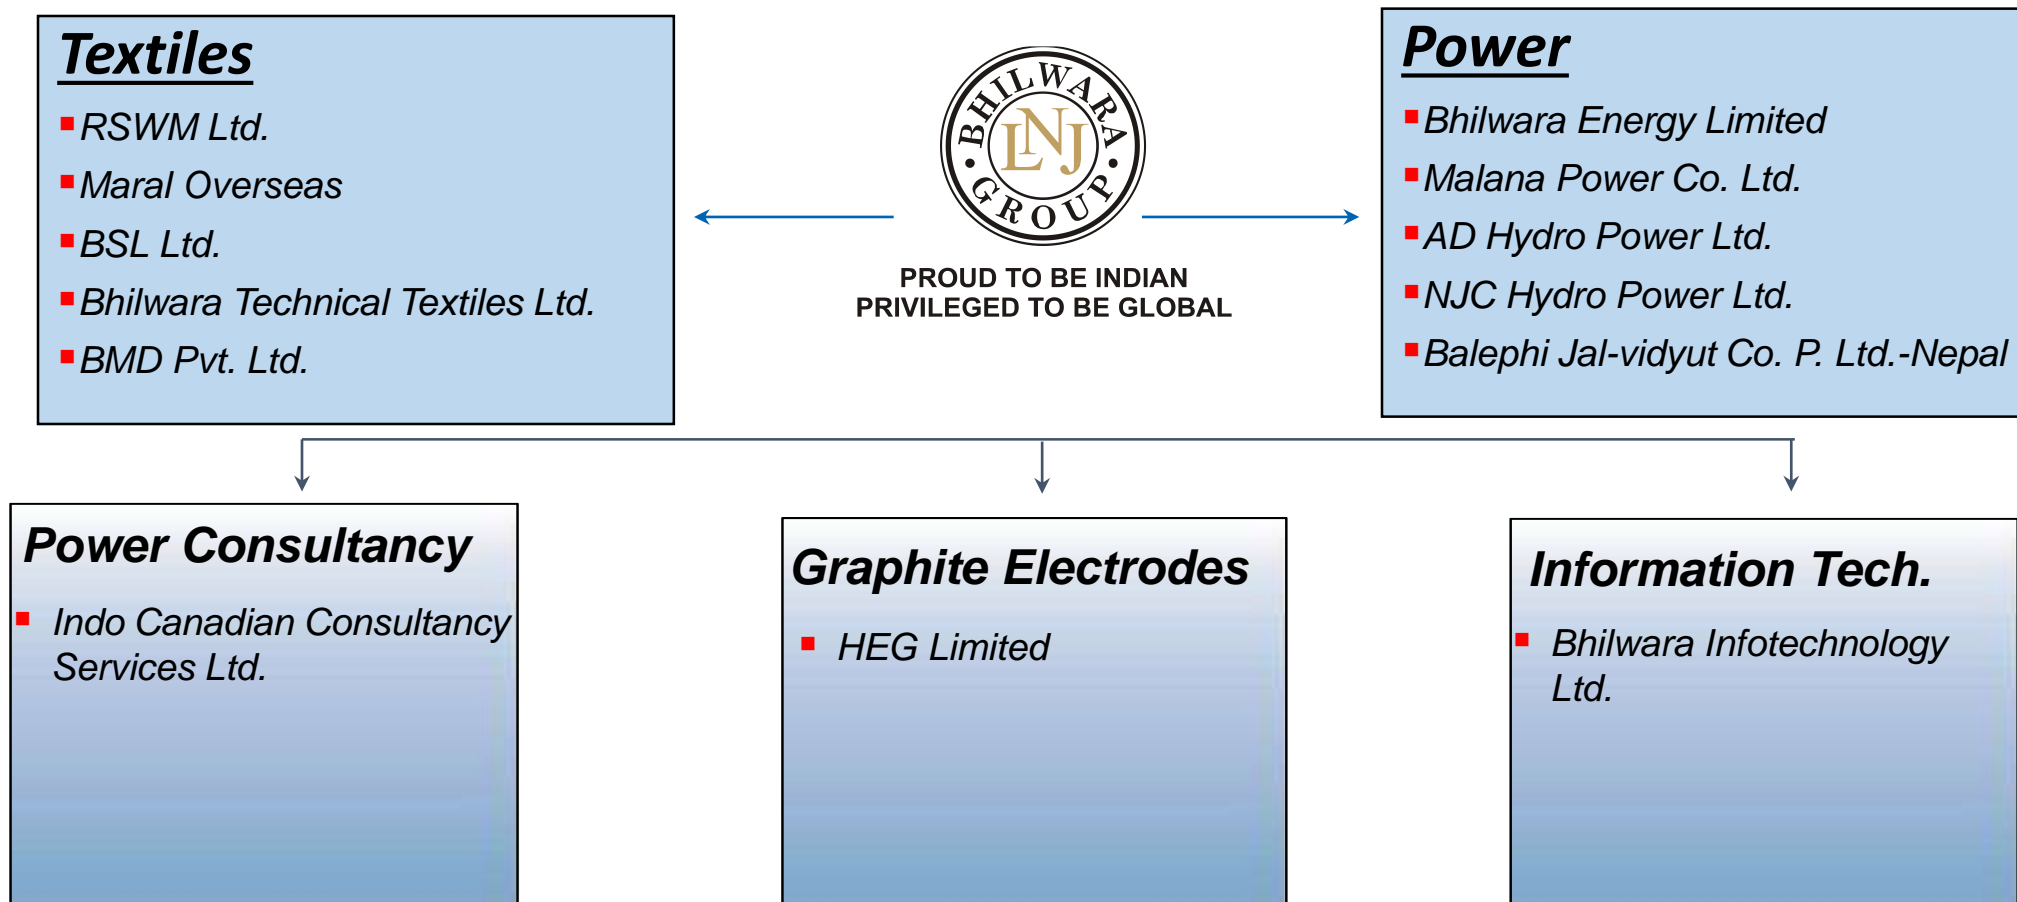 Textiles
RSWM Ltd.
Maral Overseas
BSL Ltd.
Bhilwara Technical Textiles Ltd.
BMD Pvt. Ltd.
BHILWARA
LNJ
GROUP
PROUD TO BE INDIAN
PRIVILEGED TO BE GLOBAL
Power
Bhilwara Energy Limited
Malana Power Co. Ltd.
AD Hydro Power Ltd.
NJC Hydro Power Ltd.
Balephi Jal-vidyut Co. P. Ltd.-Nepal
Power Consultancy
Indo Canadian Consultancy
Services Ltd.
Graphite Electrodes
HEG Limited
Information Tech.
Bhilwara Infotechnology
Ltd.